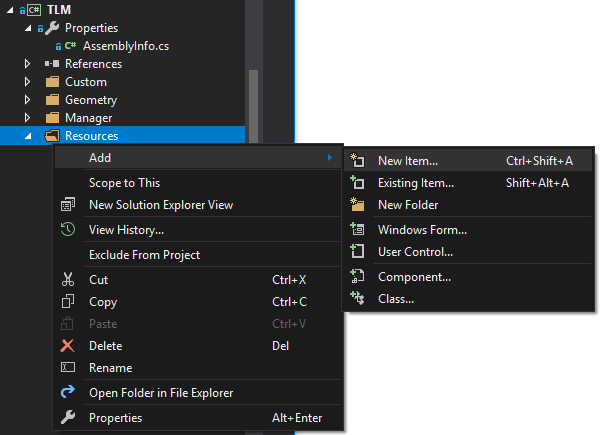 C# TLM
Properties
C# AssemblyInfo.cs
References
Custom
Geometry
Manager
Resources
Add
Scope to This
New Solution Explorer View
View History...
Exclude From Project
Cut Ctrl+X
Copy Ctrl+C
Paste Ctrl+V
Delete Del
Rename
Open Folder in File Explorer
Properties Alt+Enter
New Item... Ctrl+Shift+A
Existing Item... Shift+Alt+A
New Folder
Windows Form...
User Control...
Component...
Class...